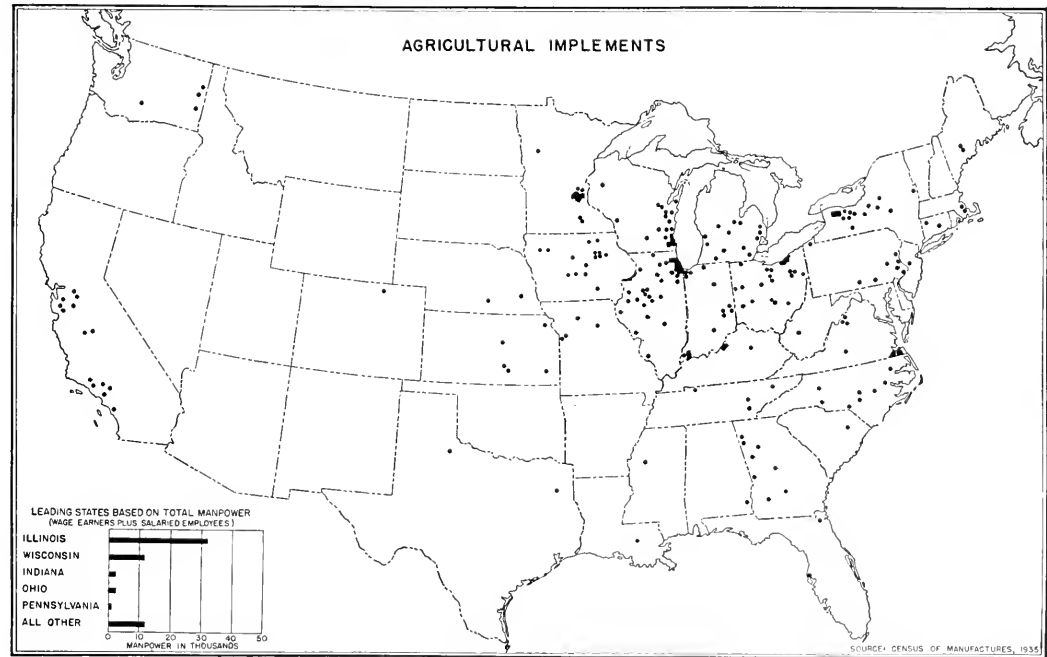 AGRICULTURAL IMPLEMENTS
LEADING STATES BASED ON TOTAL MANPOWER
(WAGE EARNERS PLUS SALARIED EMPLOYEES)
ILLINOIS
WISCONSIN
INDIANA
OHIO
PENNSYLVANIA
ALL OTHER
0 10 20 30 40 50
MANPOWER IN THOUSANDS
SOURCE: CENSUS OF MANUFACTURES, 1935